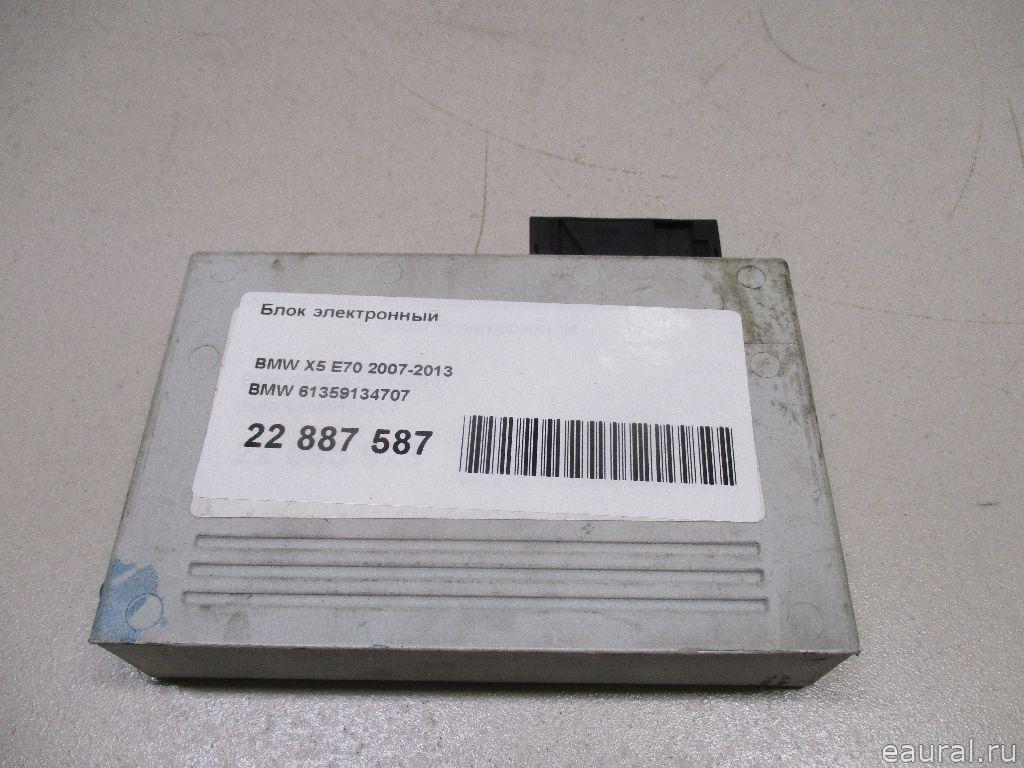 Блок электронный
BMW X5 E70 2007-2013
BMW 61359134707
22 887 587
eaural.ru